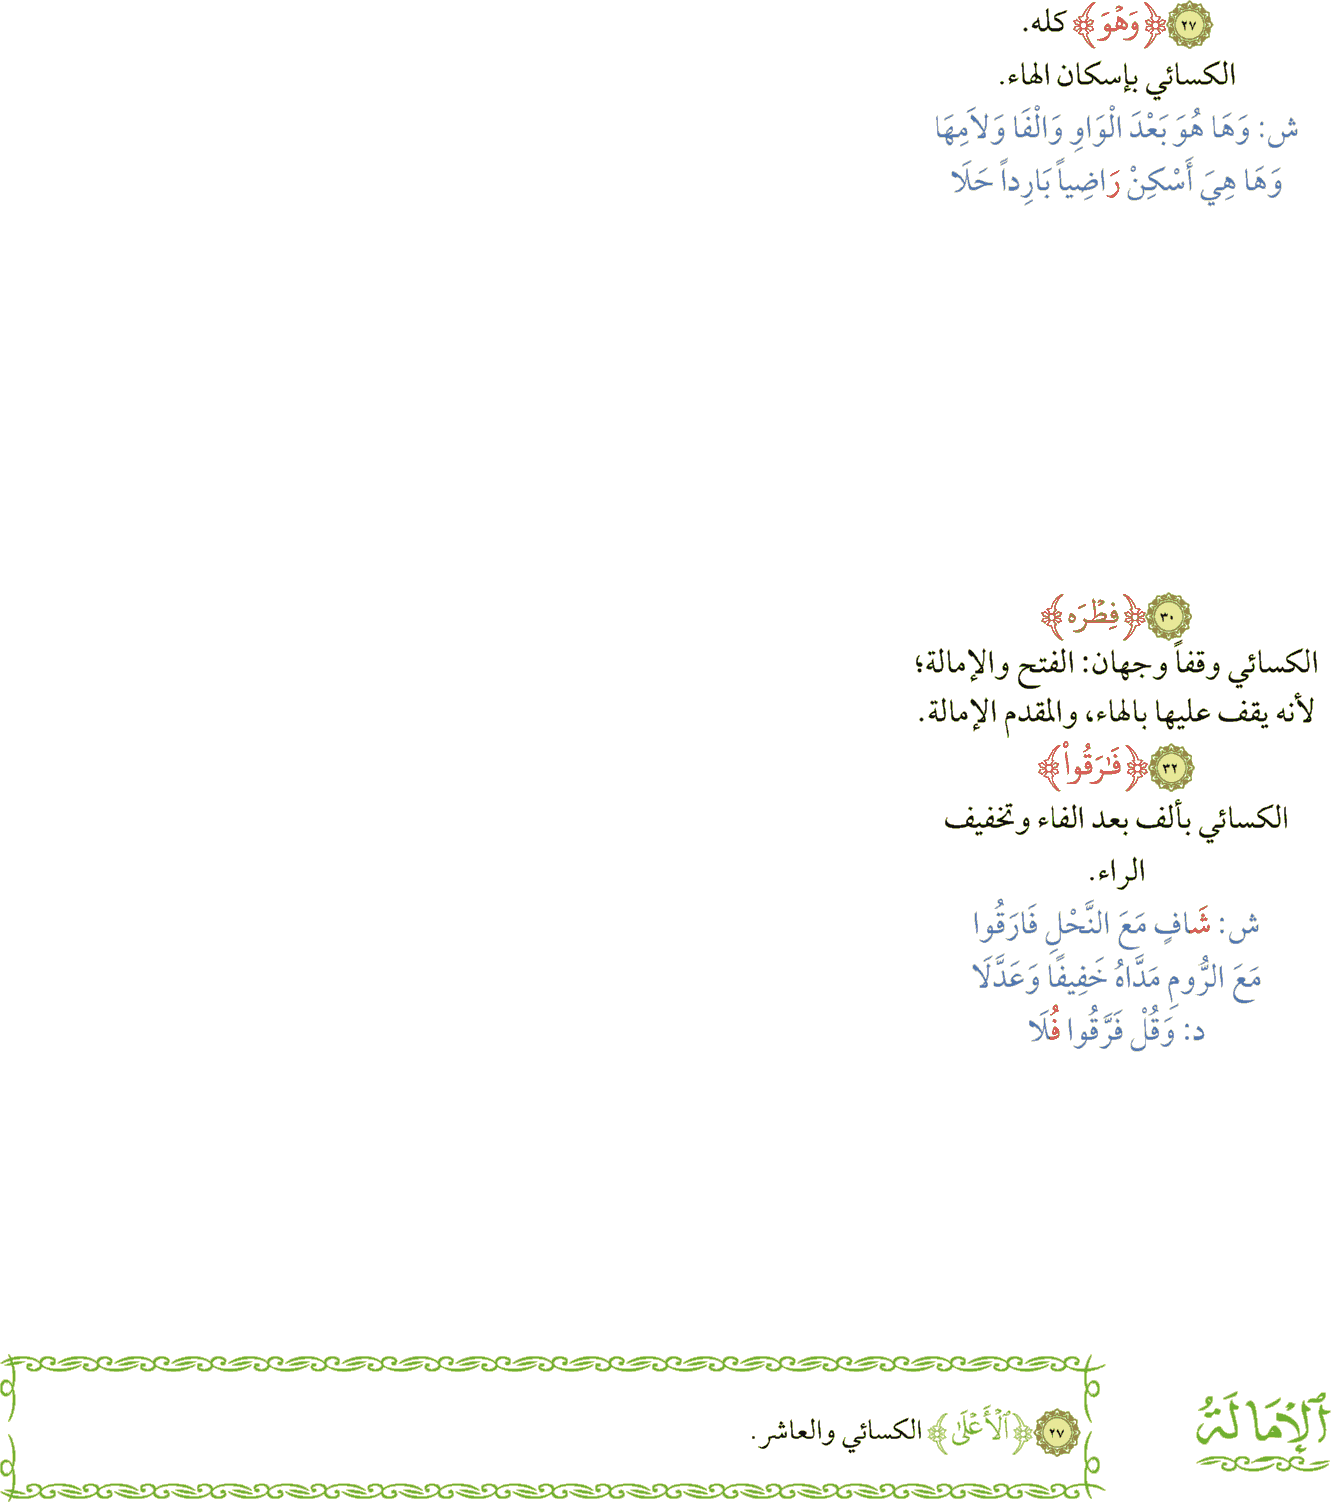 ٢٧ ﴿وَهْوَ﴾ كله.
الكسائي بإسكان الهاء.
ش: وَهَا هُوَ بَعْدَ الْوَاوِ وَالْفَا وَلاَمِهَا
وَهَا هِيَ أَسْكِنْ رَاضِياً بَارِداً حَلَا
٣٠ ﴿فِطْرَه﴾
الكسائي وقفاً وجهان: الفتح والإمالة؛
لأنه يقف عليها بالهاء، والمقدم الإمالة.
٣٢ ﴿فَٰرَقُوا۟﴾
الكسائي بألف بعد الفاء وتخفيف
الراء.
ش: شَافٍ مَعَ النَّحْلِ فَارَقُوا
مَعَ الرُّومِ مَدَّاهُ خَفِيفًا وَعَدَّلَا
د: وَقُلْ فَرَّقُوا فُلَا
ٱلْإِمَالَةُ
٢٧ ﴿ٱلْأَعْلَىٰ﴾ الكسائي والعاشر.